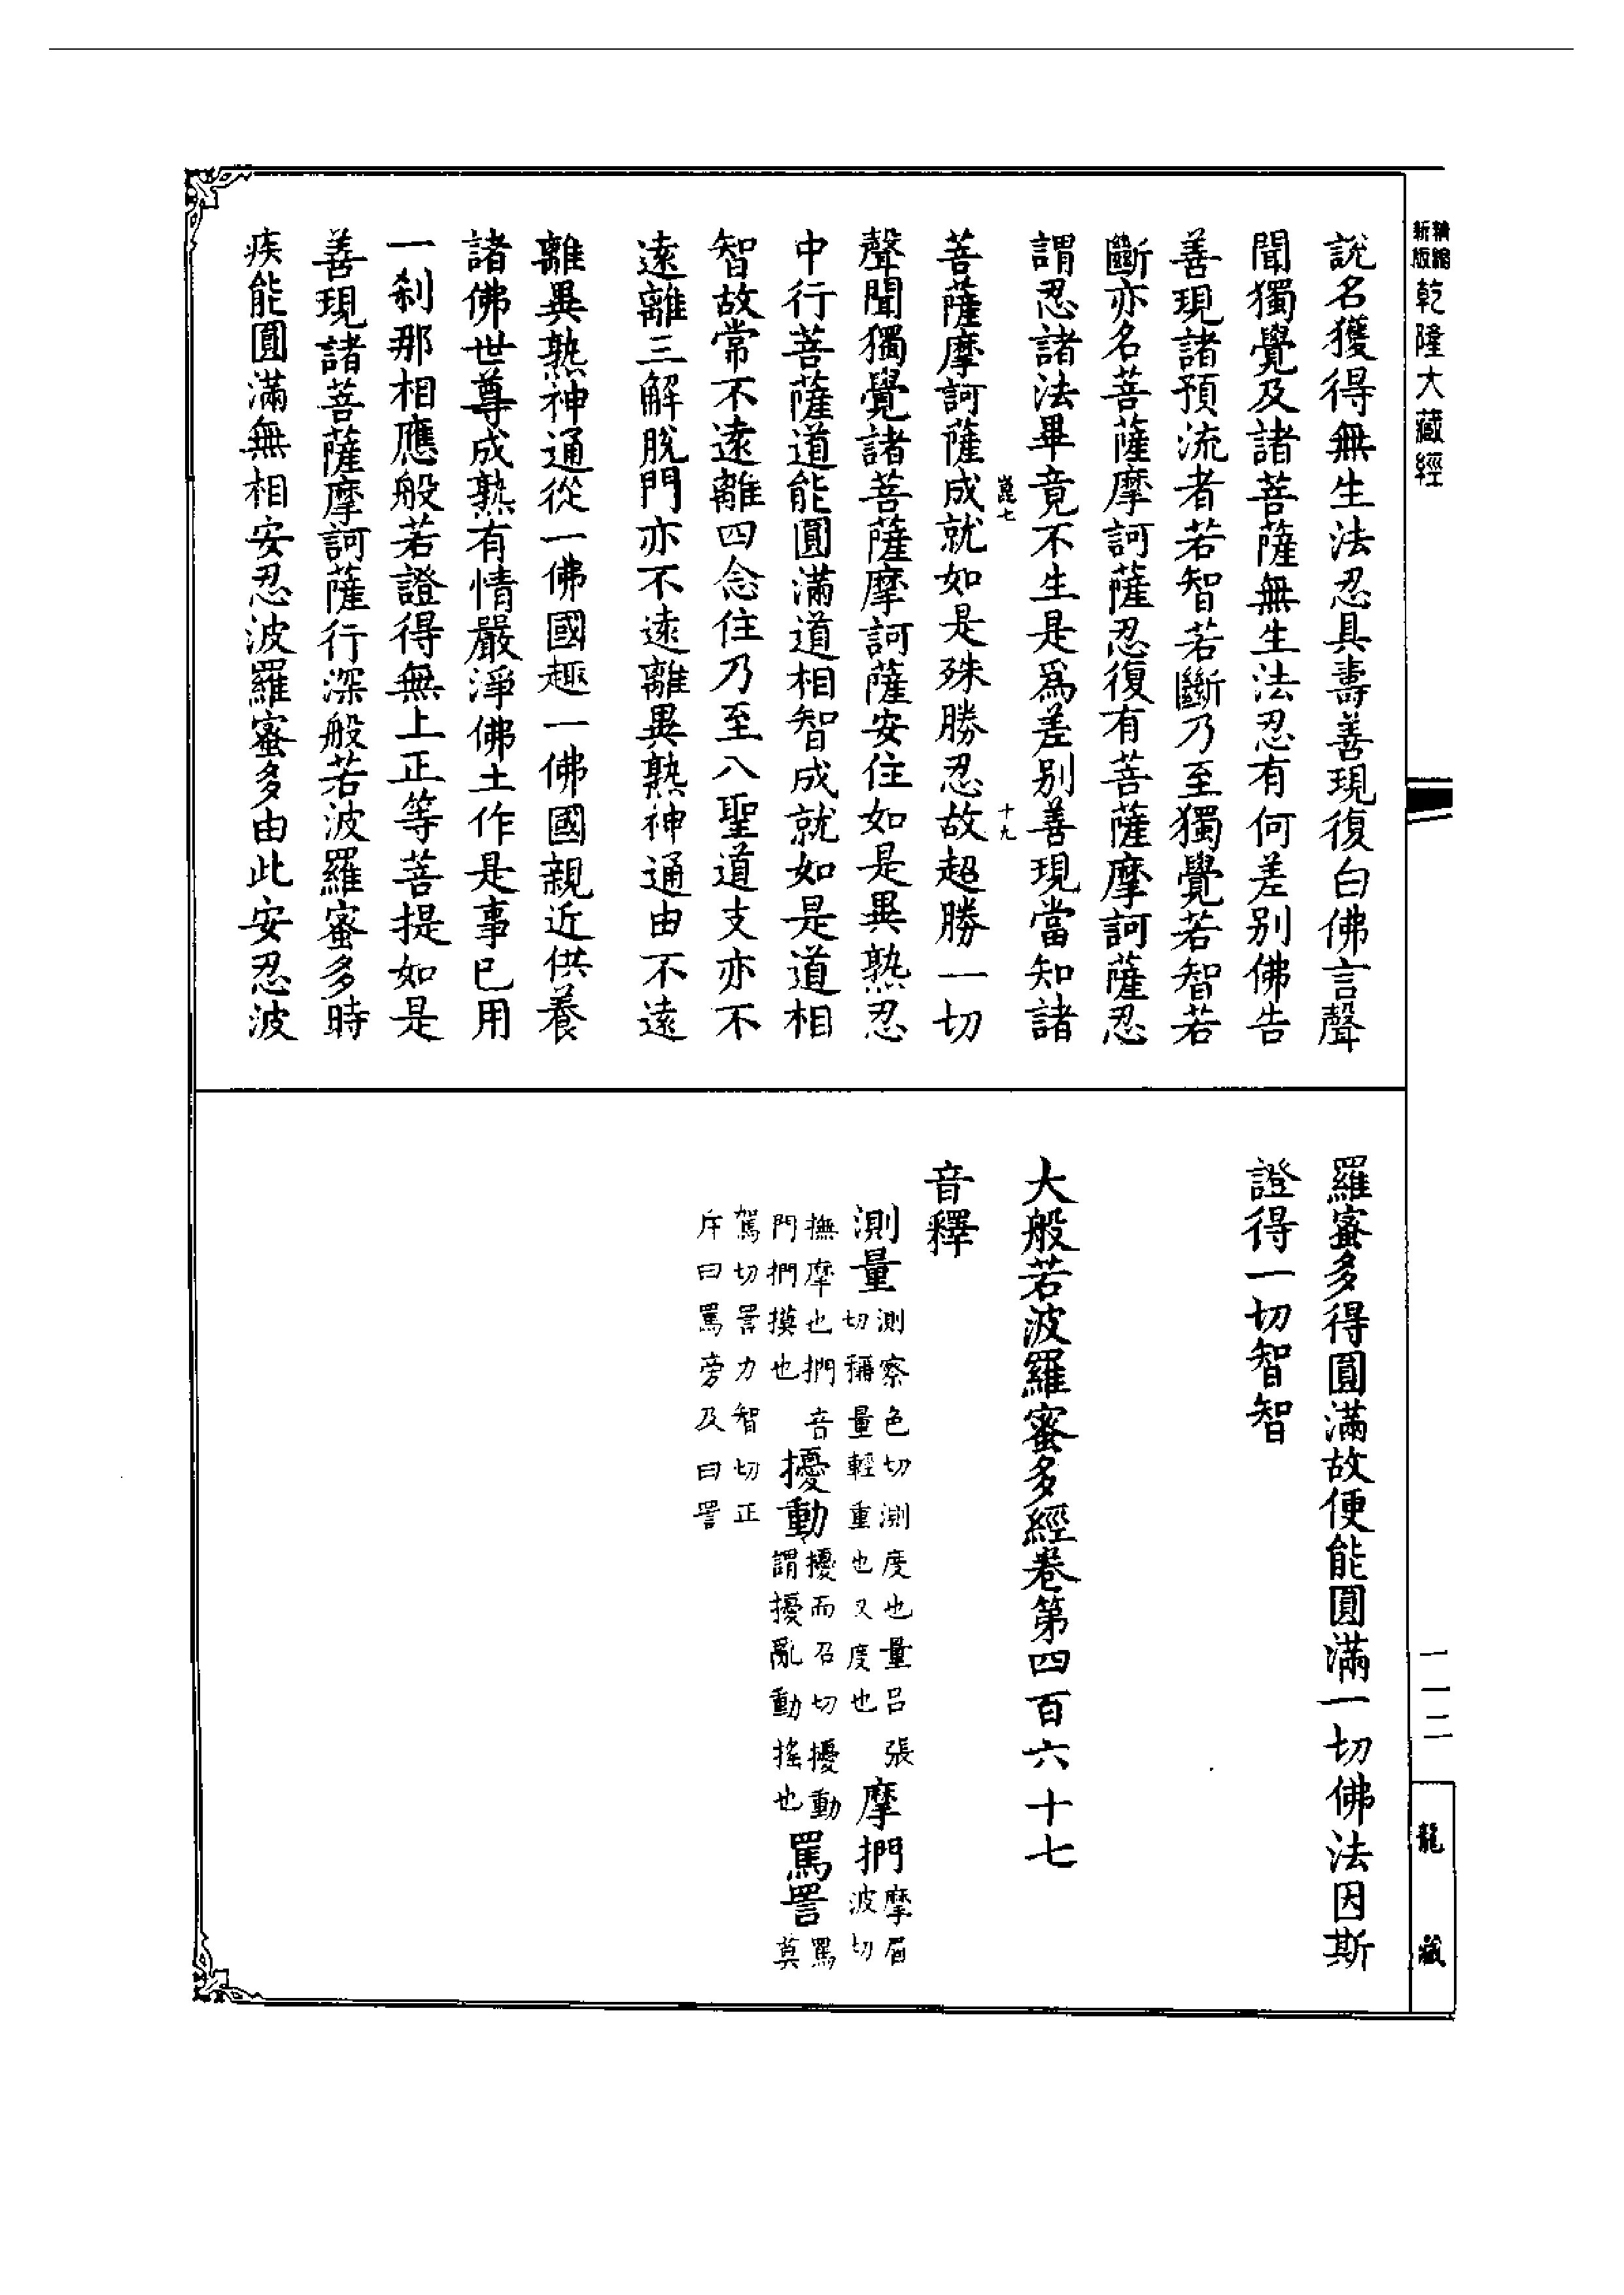 精縮新版乾隆大藏經
說名獲得無生法忍具壽善現復白佛言聲
聞獨覺及諸菩薩無生法忍有何差別佛告
善現諸預流者若智若斷乃至獨覺若智若
斷亦名菩薩摩訶薩忍復有菩薩摩訶薩忍
謂忍諸法畢竟不生是爲差別善現當知諸
崑七 十九
菩薩摩訶薩成就如是殊勝忍故超勝一切
聲聞獨覺諸菩薩摩訶薩安住如是異熟忍
中行菩薩道能圓滿道相智成就如是道相
智故常不遠離四念住乃至八聖道支亦不
遠離三解脫門亦不遠離異熟神通由不遠
離異熟神通從一佛國趣一佛國親近供養
諸佛世尊成熟有情嚴淨佛土作是事已用
一剎那相應般若證得無上正等菩提如是
善現諸菩薩摩訶薩行深般若波羅蜜多時
疾能圓滿無相安忍波羅蜜多由此安忍波
羅蜜多得圓滿故便能圓滿一切佛法因斯
證得一切智智
大般若波羅蜜多經卷第四百六十七
音釋
測量測察色切測度也量呂張切稱量輕重也又度也 摩捫摩眉波切
撫摩也捫音門捫摸也 擾動擾而召切擾動謂擾亂動搖也 罵詈罵莫
駕切詈力智切正斥曰罵旁及曰詈
一一二
龍藏